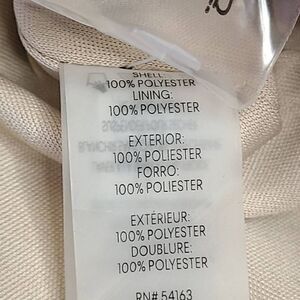 SHELL:
100% POLYESTER
LINING:
100% POLYESTER
EXTERIOR:
100% POLIESTER
FORRO:
100% POLIESTER
EXTÉRIEUR:
100% POLYESTER
DOUBLURE:
100% POLYESTER
RN# 54163